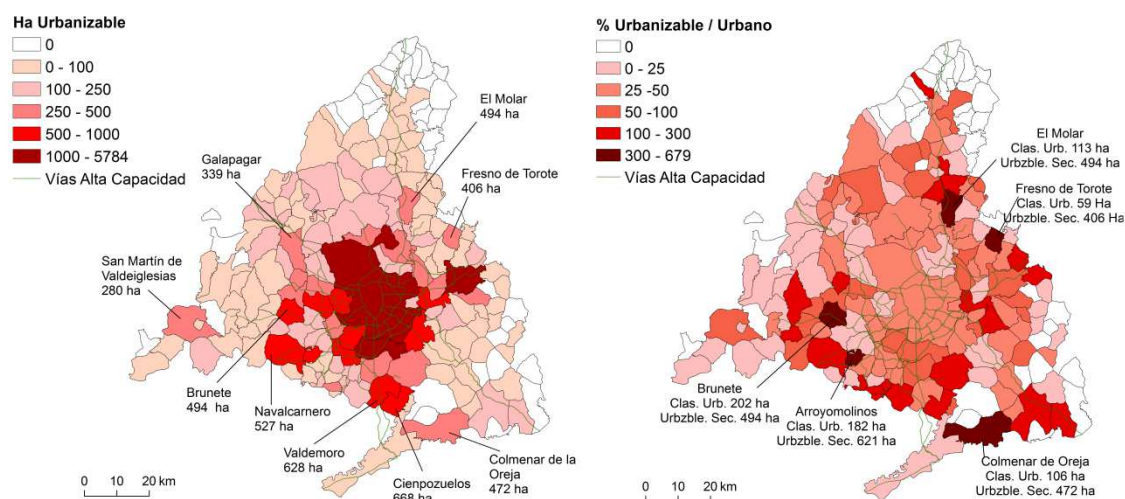 Ha Urbanizable
0
0 - 100
100 - 250
250 - 500
500 - 1000
1000 - 5784
Vías Alta Capacidad
El Molar
494 ha
Galapagar
339 ha
Fresno de Torote
406 ha
San Martín de
Valdeiglesias
280 ha
Brunete
494 ha
Navalcarnero
527 ha
Valdemoro
628 ha
Cienpozuelos
668 ha
Colmenar de la
Oreja
472 ha
0 10 20 km
% Urbanizable / Urbano
0
0 - 25
25 - 50
50 -100
100 - 300
300 - 679
Vías Alta Capacidad
El Molar
Clas. Urb. 113 ha
Urbzble. Sec. 494 ha
Fresno de Torote
Clas. Urb. 59 Ha
Urbzble. Sec. 406 Ha
Brunete
Clas. Urb. 202 ha
Urbzble. Sec. 494 ha
Arroyomolinos
Clas. Urb. 182 ha
Urbzble. Sec. 621 ha
Colmenar de Oreja
Clas. Urb. 106 ha
Urbzble. Sec. 472 ha
0 10 20 km